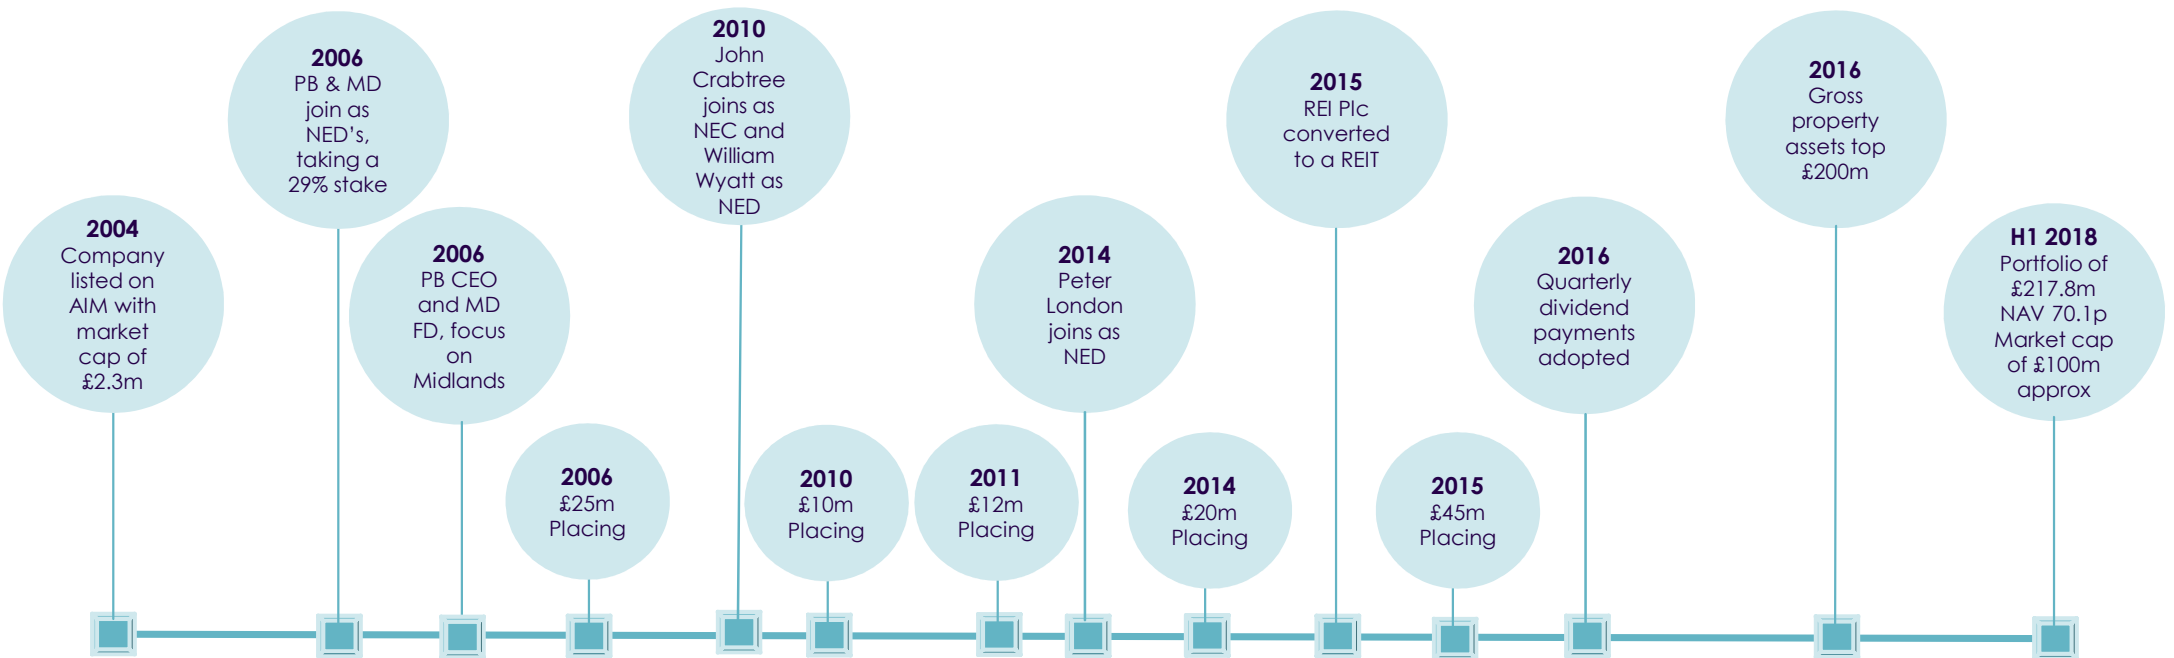 2004
Company
listed on
AIM with
market
cap of
£2.3m
2006
PB & MD
join as
NED’s,
taking a
29% stake
2006
PB CEO
and MD
FD, focus
on
Midlands
2006
£25m
Placing
2010
John
Crabtree
joins as
NEC and
William
Wyatt as
NED
2010
£10m
Placing
2011
£12m
Placing
2014
Peter
London
joins as
NED
2014
£20m
Placing
2015
REI Plc
converted
to a REIT
2015
£45m
Placing
2016
Quarterly
dividend
payments
adopted
2016
Gross
property
assets top
£200m
H1 2018
Portfolio of
£217.8m
NAV 70.1p
Market cap
of £100m
approx